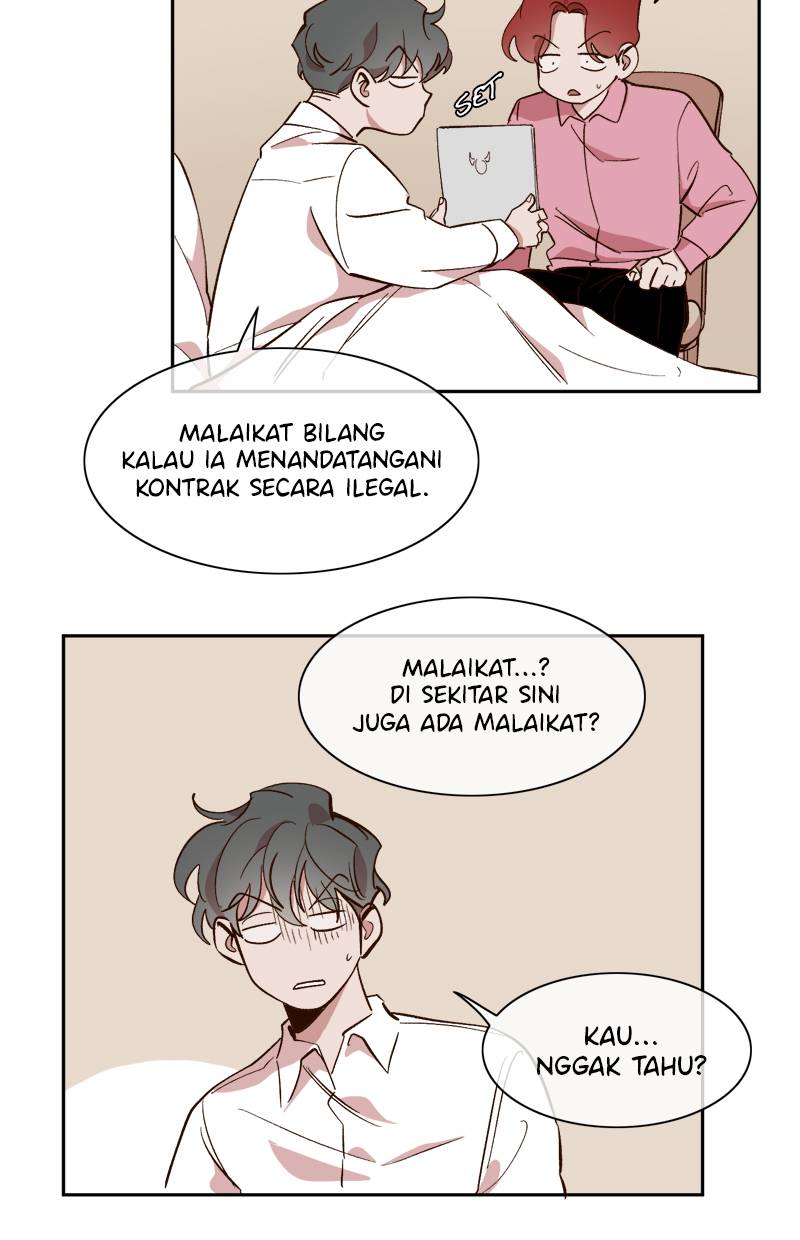 SET
MALAIKAT BILANG
KALAU IA MENANDATANGANI
KONTRAK SECARA ILEGAL.
MALAIKAT...?
DI SEKITAR SINI
JUGA ADA MALAIKAT?
KAU...
NGGAK TAHU?